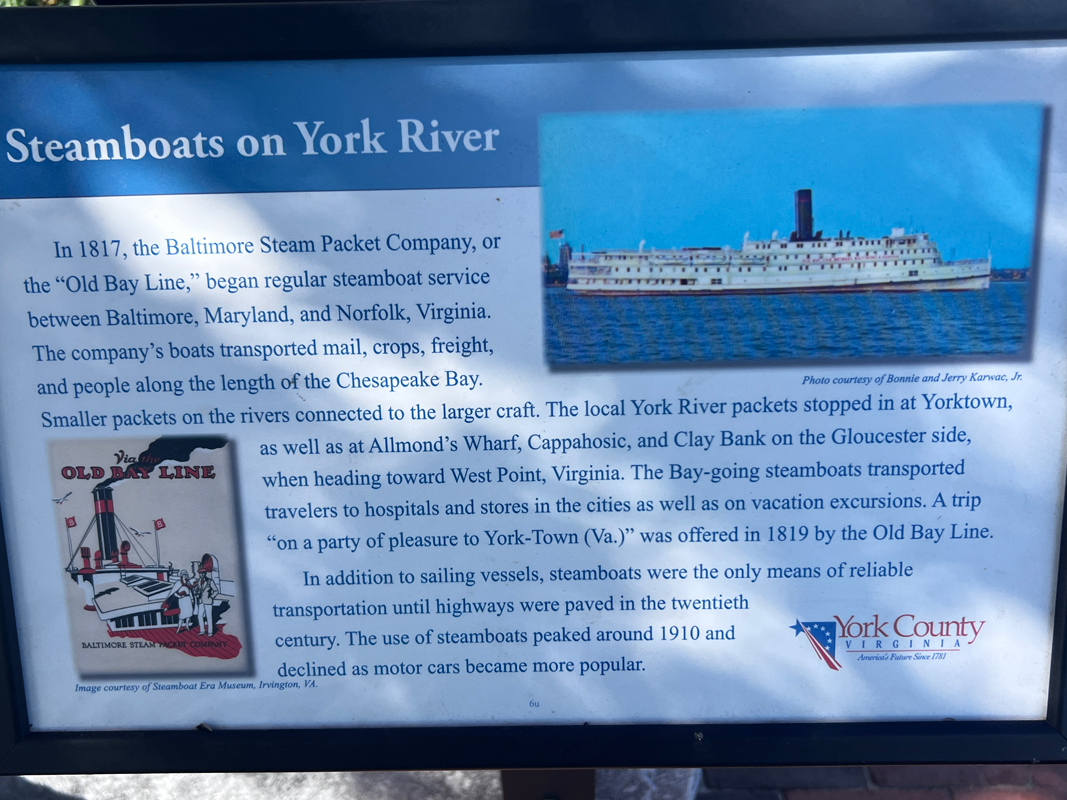 Steamboats on York River
In 1817, the Baltimore Steam Packet Company, or
the “Old Bay Line,” began regular steamboat service
between Baltimore, Maryland, and Norfolk, Virginia.
The company’s boats transported mail, crops, freight,
and people along the length of the Chesapeake Bay.
Photo courtesy of Bonnie and Jerry Karwac, Jr.
Smaller packets on the rivers connected to the larger craft. The local York River packets stopped in at Yorktown,
as well as at Allmond’s Wharf, Cappahosic, and Clay Bank on the Gloucester side,
when heading toward West Point, Virginia. The Bay-going steamboats transported
travelers to hospitals and stores in the cities as well as on vacation excursions. A trip
“on a party of pleasure to York-Town (Va.)” was offered in 1819 by the Old Bay Line.
In addition to sailing vessels, steamboats were the only means of reliable
transportation until highways were paved in the twentieth
century. The use of steamboats peaked around 1910 and
declined as motor cars became more popular.
Via the
OLD BAY LINE
BALTIMORE STEAM PACKET COMPANY
Image courtesy of Steamboat Era Museum, Irvington, VA.
York County
VIRGINIA
America's Future Since 1781
6u